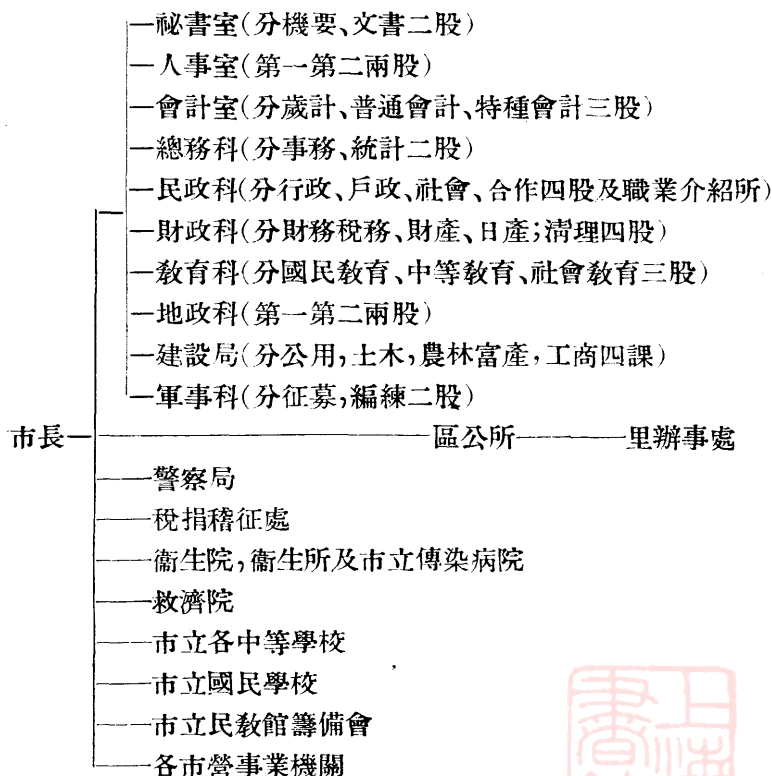 秘書室(分機要、文書二股)
人事室(第一第二兩股)
會計室(分歲計、普通會計、特種會計三股)
總務科(分事務、統計二股)
民政科(分行政、戶政、社會、合作四股及職業介紹所)
財政科(分財務稅務、財產、日產;清理四股)
教育科(分國民教育、中等教育、社會教育三股)
地政科(第一第二兩股)
建設局(分公用,土木,農林富產,工商四課)
軍事科(分征募,編練二股)
市長 區公所 里辦事處
警察局
稅捐稽征處
衞生院,衞生所及市立傳染病院
救濟院
市立各中等學校
市立國民學校
市立民教館籌備會
各市營事業機關